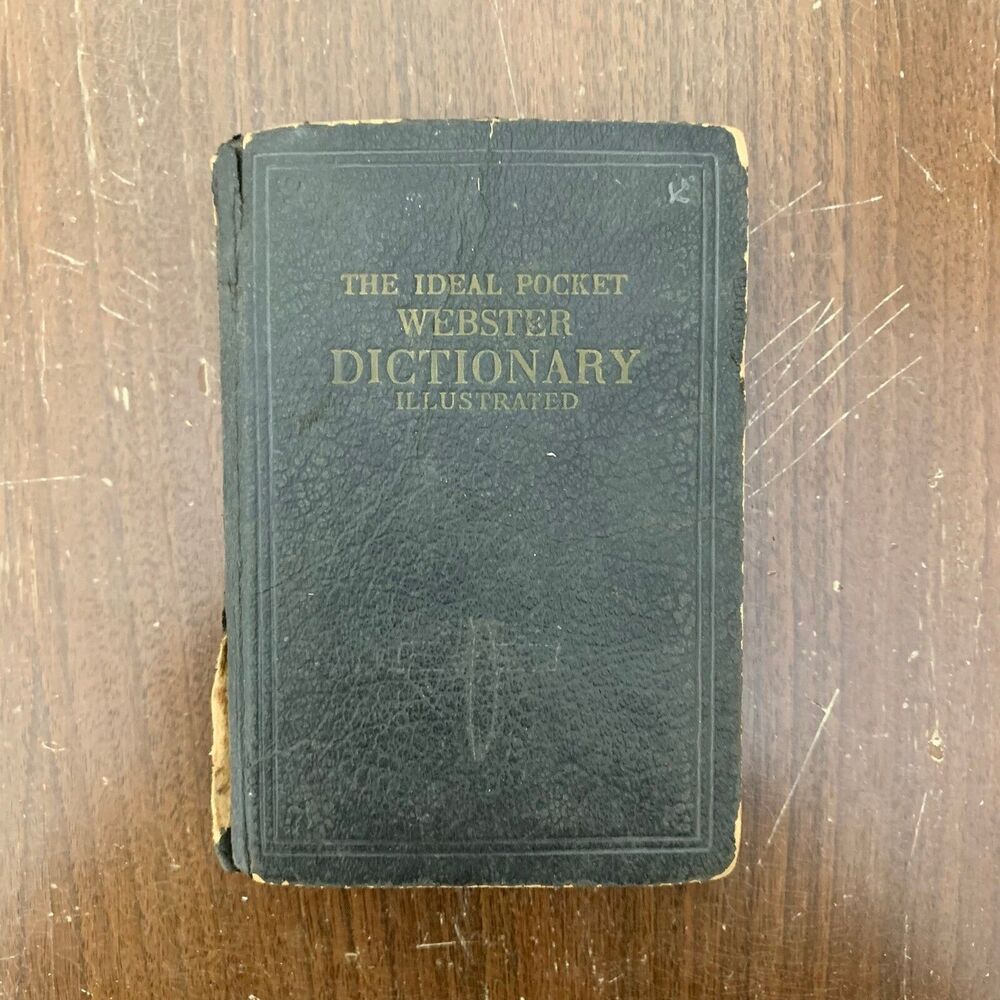 THE IDEAL POCKET
WEBSTER
DICTIONARY
ILLUSTRATED